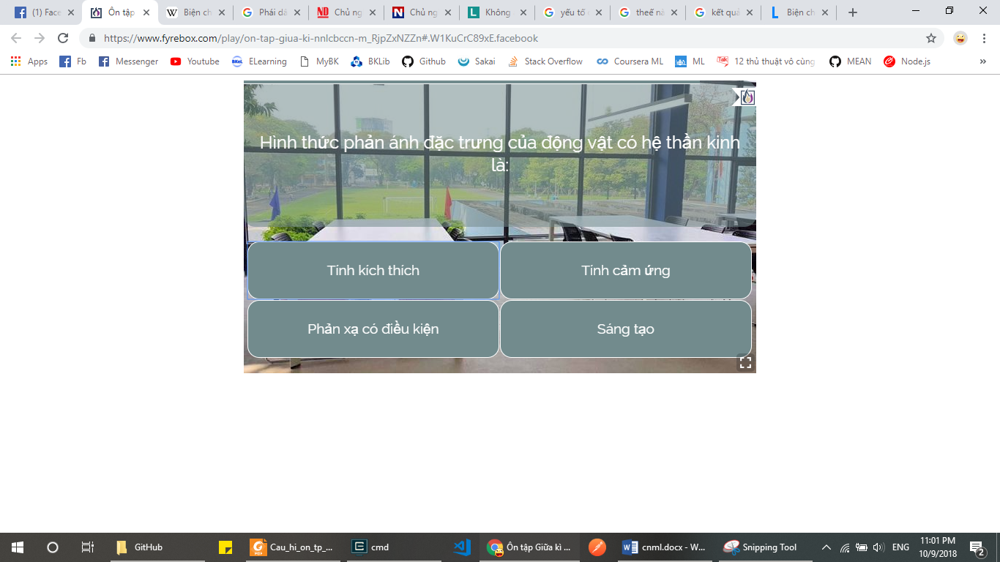 (1) Face
Ôn tập
Biện ch
Phái dâ
Chủ ng
Chủ ng
Không
yếu tố
theế nà
kết quả
Biện ch
https://www.fyrebox.com/play/on-tap-giua-ki-nnlcbccn-m_RjpZxNZZn#.W1KuCrC89xE.facebook
Apps
Fb
Messenger
Youtube
ELearning
MyBK
BKLib
Github
Sakai
Stack Overflow
Coursera ML
ML
12 thủ thuật vô cùng
MEAN
Node.js
»
Hình thức phản ánh đặc trưng của động vật có hệ thần kinh
là:
Tính kích thích
Tính cảm ứng
Phản xạ có điều kiện
Sáng tạo
GitHub
Cau_hi_on_tp_...
cmd
Ôn tập Giữa kì ...
cnml.docx - W...
Snipping Tool
ENG
11:01 PM
10/9/2018
2